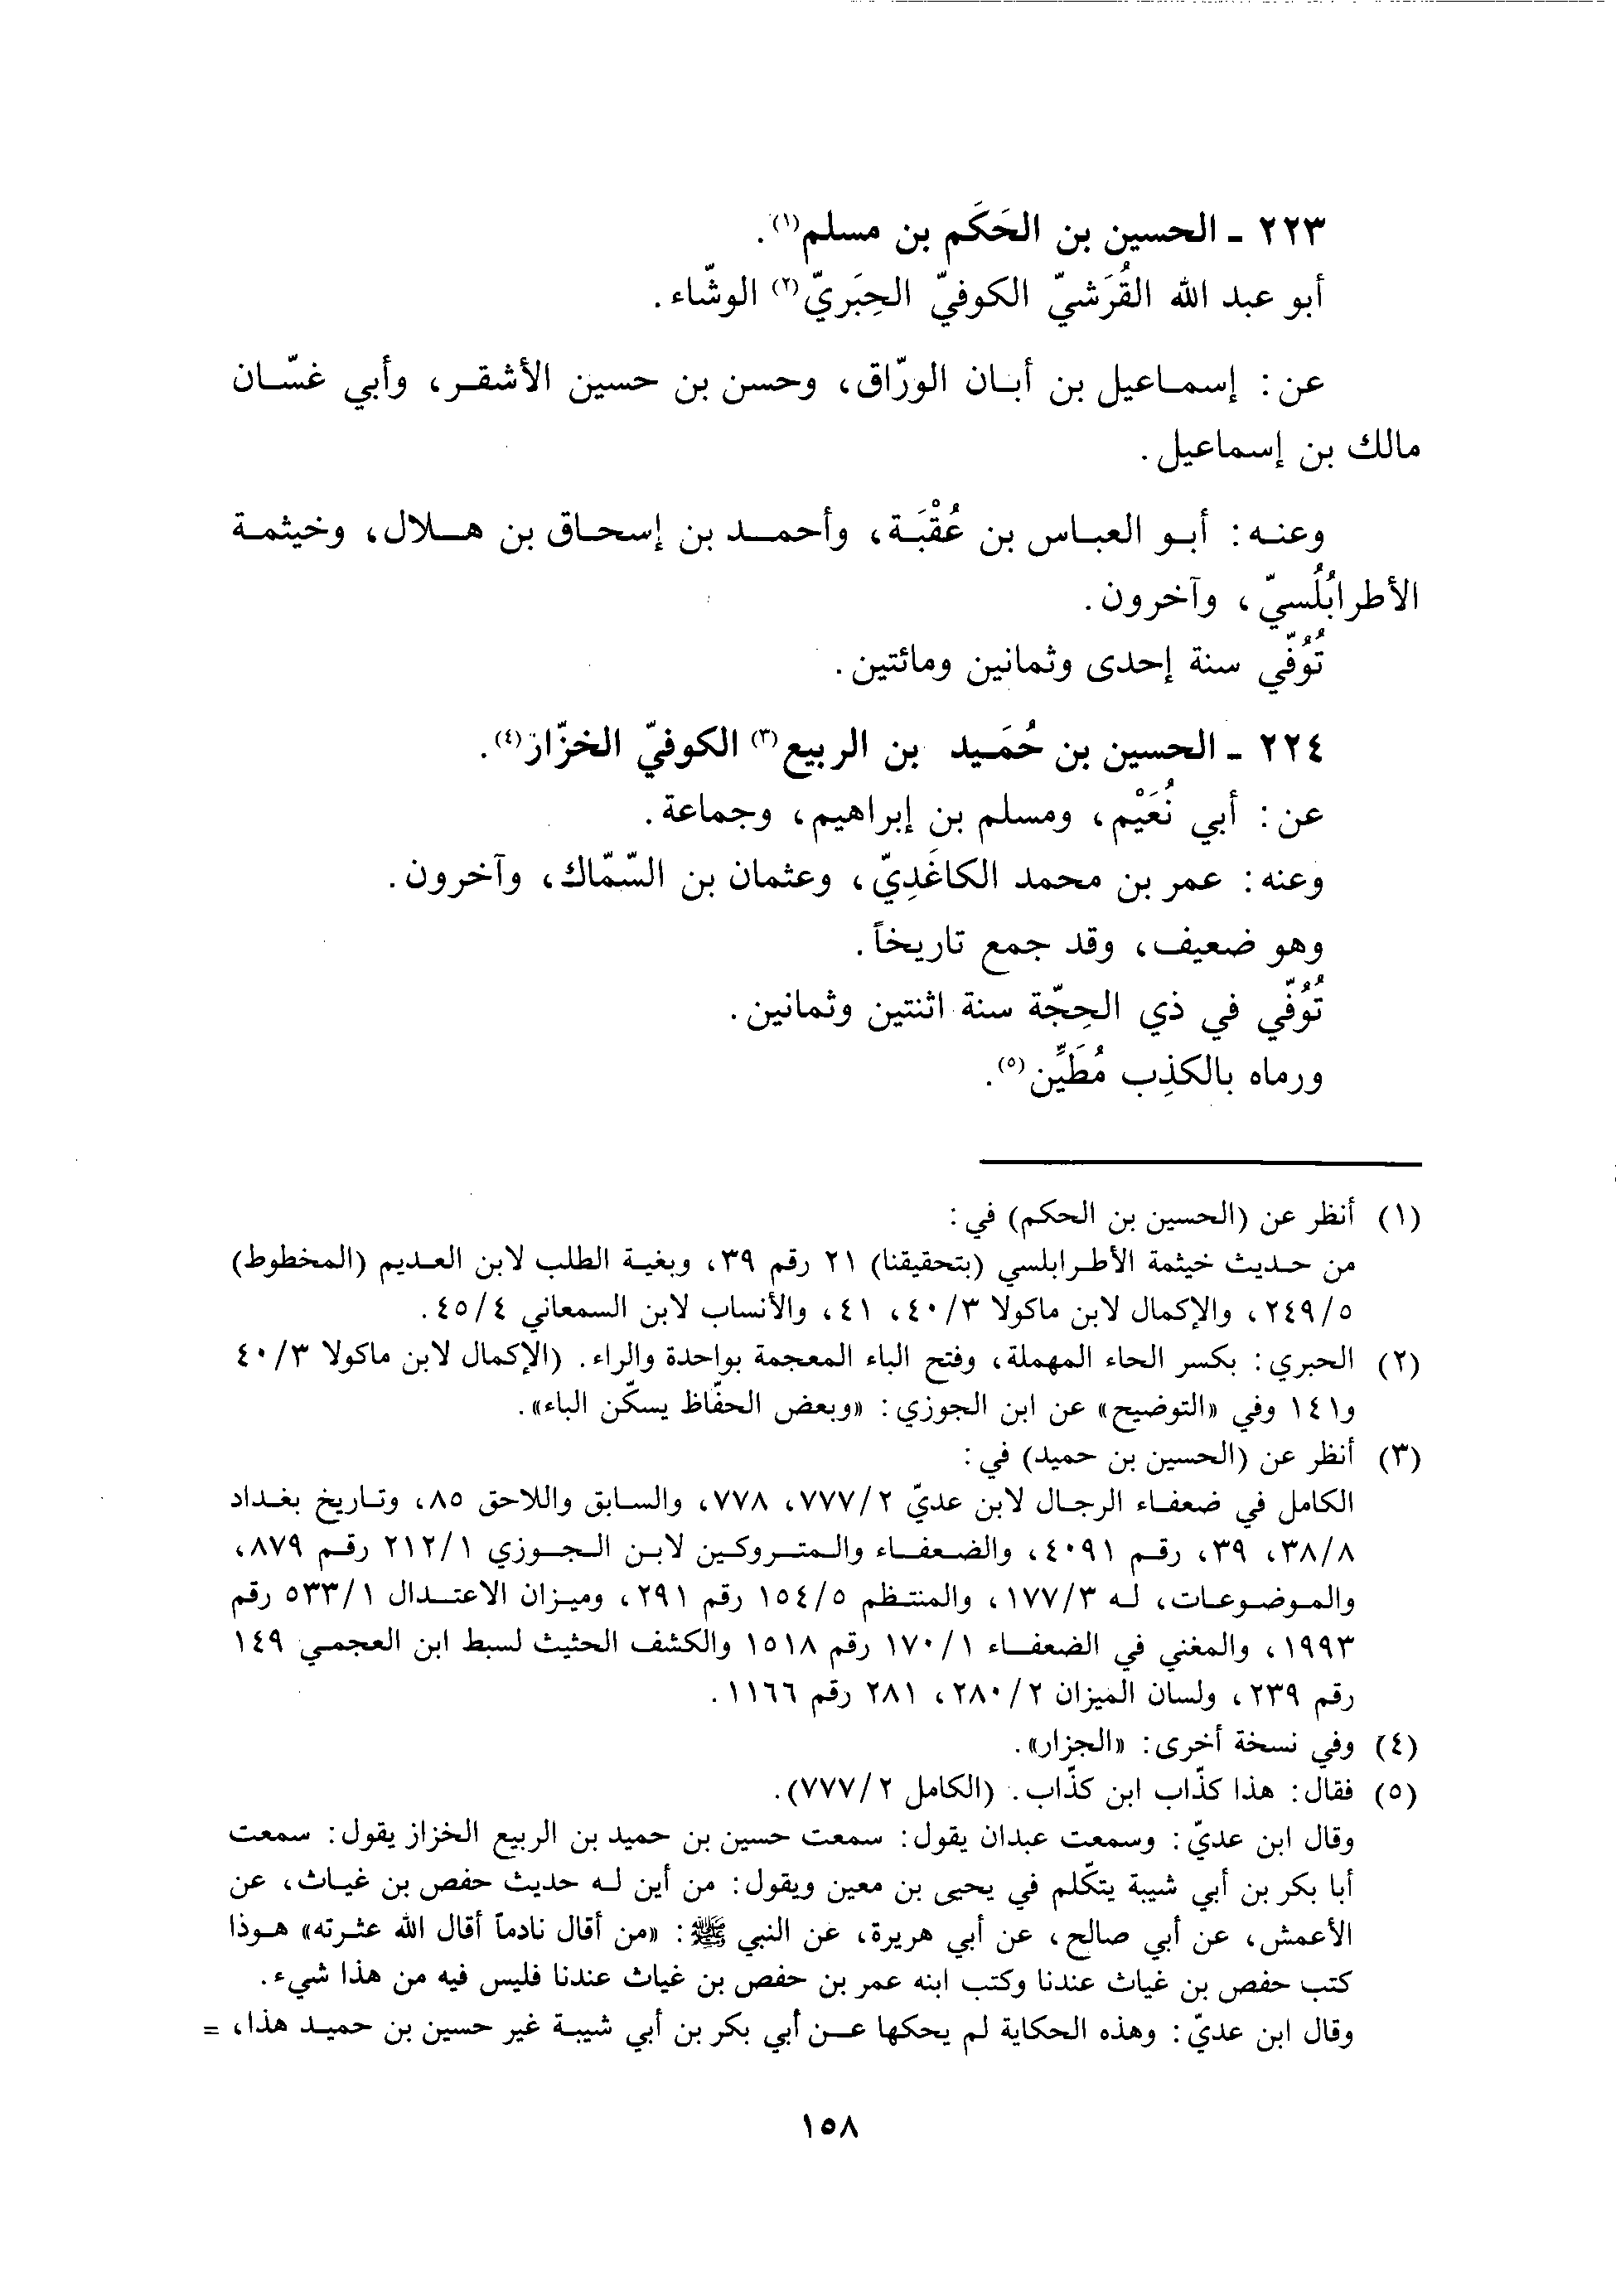 ٢٢٣ ـ الحسين بن الحَكَم بن مسلم(١).
أبو عبد الله القُرَشيّ الكوفيّ الحِبَريّ(٢) الوشّاء.
عن: إسماعيل بن أبان الورّاق، وحسن بن حسين الأشقر، وأبي غسّان
مالك بن إسماعيل.
وعنه: أبو العباس بن عُقْبَة، وأحمد بن إسحاق بن هلال، وخيثمة
الأطرابُلُسيّ، وآخرون.
تُوُفّي سنة إحدى وثمانين ومائتين.
٢٢٤ ـ الحسين بن حُمَيد بن الربيع(٣) الكوفيّ الخزّاز(٤).
عن: أبي نُعَيْم، ومسلم بن إبراهيم، وجماعة.
وعنه: عمر بن محمد الكاغَدِيّ، وعثمان بن السّمّاك، وآخرون.
وهو ضعيف، وقد جمع تاريخاً.
تُوُفّي في ذي الحِجّة سنة اثنتين وثمانين.
ورماه بالكذِب مُطَيَّن(٥).
(١) أنظر عن (الحسين بن الحكم) في:
من حديث خيثمة الأطرابلسي (بتحقيقنا) ٢١ رقم ٣٩، وبغية الطلب لابن العديم (المخطوط)
٢٤٩/٥، والإكمال لابن ماكولا ٤٠/٣، ٤١، والأنساب لابن السمعاني ٤٥/٤.
(٢) الحبري: بكسر الحاء المهملة، وفتح الباء المعجمة بواحدة والراء. (الإكمال لابن ماكولا ٤٠/٣
و١٤١ وفي «التوضيح» عن ابن الجوزي: «وبعض الحفّاظ يسكّن الباء».
(٣) أنظر عن (الحسين بن حميد) في:
الكامل في ضعفاء الرجال لابن عديّ ٧٧٧/٢، ٧٧٨، والسابق واللاحق ٨٥، وتاريخ بغداد
٣٨/٨، ٣٩، رقم ٤٠٩١، والضعفاء والمتروكين لابن الجوزي ٢١٢/١ رقم ٨٧٩،
والموضوعات، له ١٧٧/٣، والمنتظم ١٥٤/٥ رقم ٢٩١، وميزان الاعتدال ٥٣٣/١ رقم
١٩٩٣، والمغني في الضعفاء ١٧٠/١ رقم ١٥١٨ والكشف الحثيث لسبط ابن العجمي ١٤٩
رقم ٢٣٩، ولسان الميزان ٢٨٠/٢، ٢٨١ رقم ١١٦٦.
(٤) وفي نسخة أخرى: «الجزار».
(٥) فقال: هذا كذّاب ابن كذّاب. (الكامل ٧٧٧/٢).
وقال ابن عديّ: وسمعت عبدان يقول: سمعت حسين بن حميد بن الربيع الخزاز يقول: سمعت
أبا بكر بن أبي شيبة يتكلم في يحيى بن معين ويقول: من أين له حديث حفص بن غياث، عن
الأعمش، عن أبي صالح، عن أبي هريرة، عن النبي ﷺ: «من أقال نادماً أقال الله عثرته» هوذا
كتب حفص بن غياث عندنا وكتب ابنه عمر بن حفص بن غياث عندنا فليس فيه من هذا شيء.
وقال ابن عديّ: وهذه الحكاية لم يحكها عن أبي بكر بن أبي شيبة غير حسين بن حميد هذا، =
١٥٨